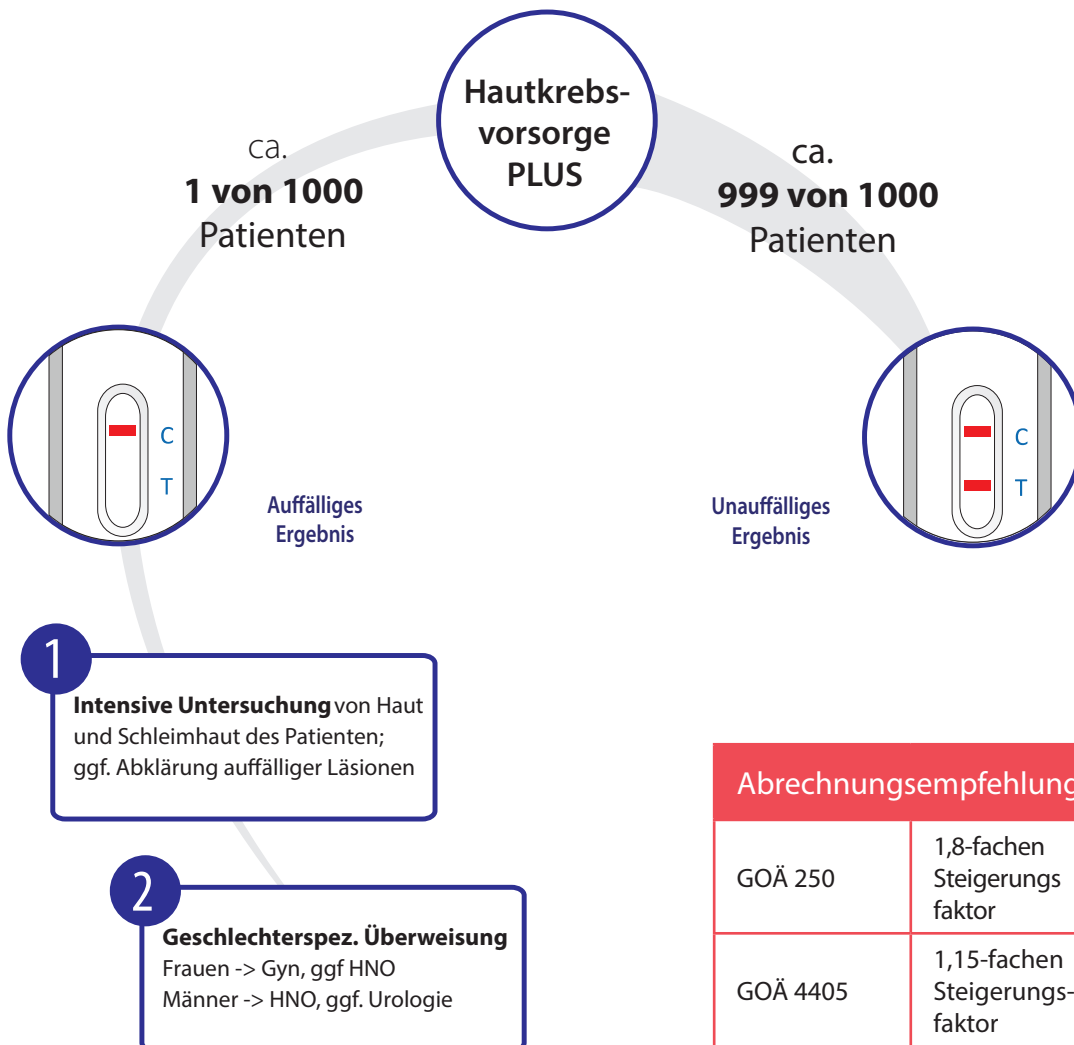 Hautkrebs-
vorsorge
PLUS
ca.
1 von 1000
Patienten
ca.
999 von 1000
Patienten
C
T
Auffälliges
Ergebnis
Unauffälliges
Ergebnis
C
T
1
Intensive Untersuchung von Haut
und Schleimhaut des Patienten;
ggf. Abklärung auffälliger Läsionen
2
Geschlechterspez. Überweisung
Frauen -> Gyn, ggf HNO
Männer -> HNO, ggf. Urologie
Abrechnungsempfehlung
GOÄ 250
1,8-fachen
Steigerungs
faktor
GOÄ 4405
1,15-fachen
Steigerungs-
faktor